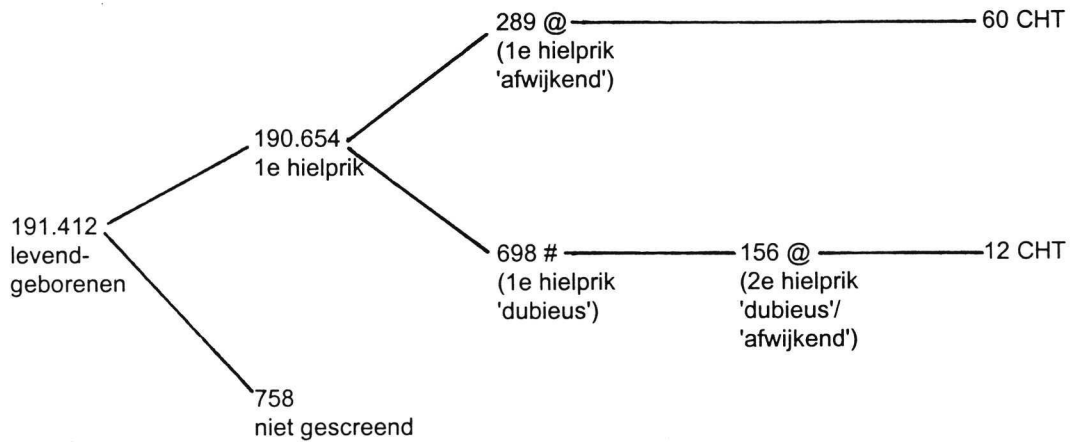 289 @
(1e hielprik
'afwijkend')
60 CHT
190.654
1e hielprik
191.412
levend-
geborenen
698 #
(1e hielprik
'dubieus')
156 @
(2e hielprik
'dubieus'/
'afwijkend')
12 CHT
758
niet gescreend